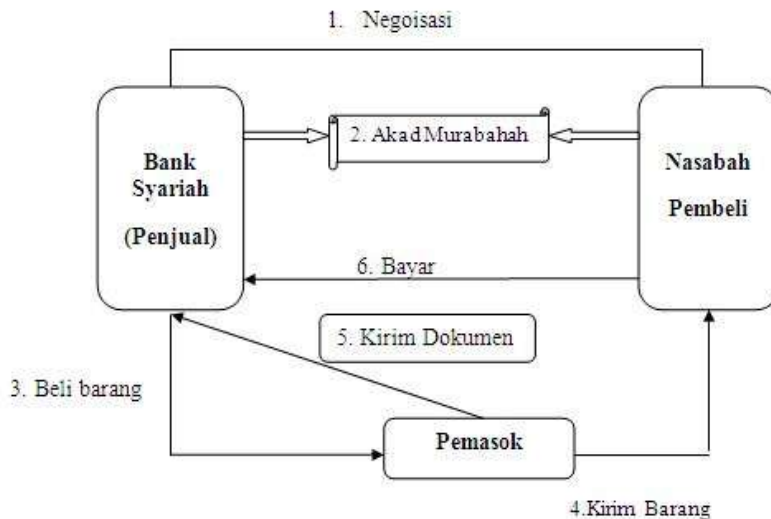 1. Negoisasi
Bank
Syariah
(Penjual)
2. Akad Murabahah
Nasabah
Pembeli
6. Bayar
5. Kirim Dokumen
3. Beli barang
Pemasok
4.Kirim Barang